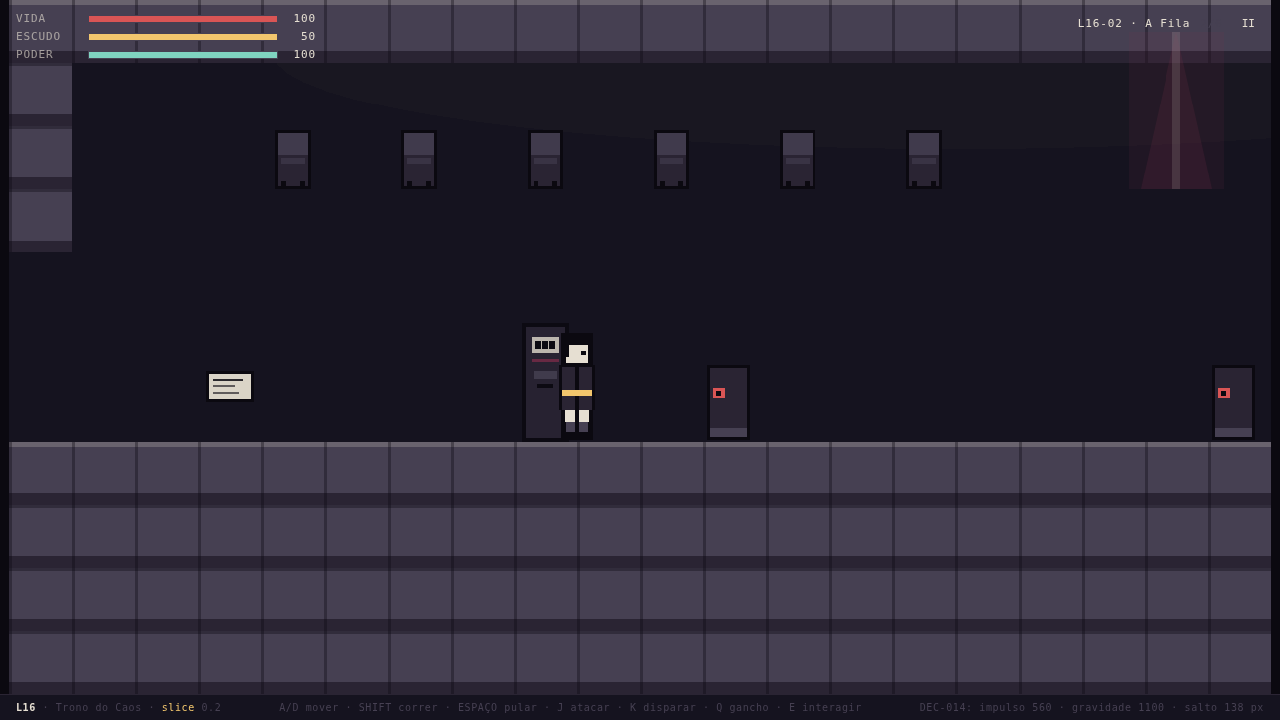 VIDA 100
ESCUDO 50
PODER 100
L16-02 · A Fila II
L16 · Trono do Caos · slice 0.2
A/D mover · SHIFT correr · ESPAÇO pular · J atacar · K disparar · Q gancho · E interagir
DEC-014: impulso 560 · gravidade 1100 · salto 138 px